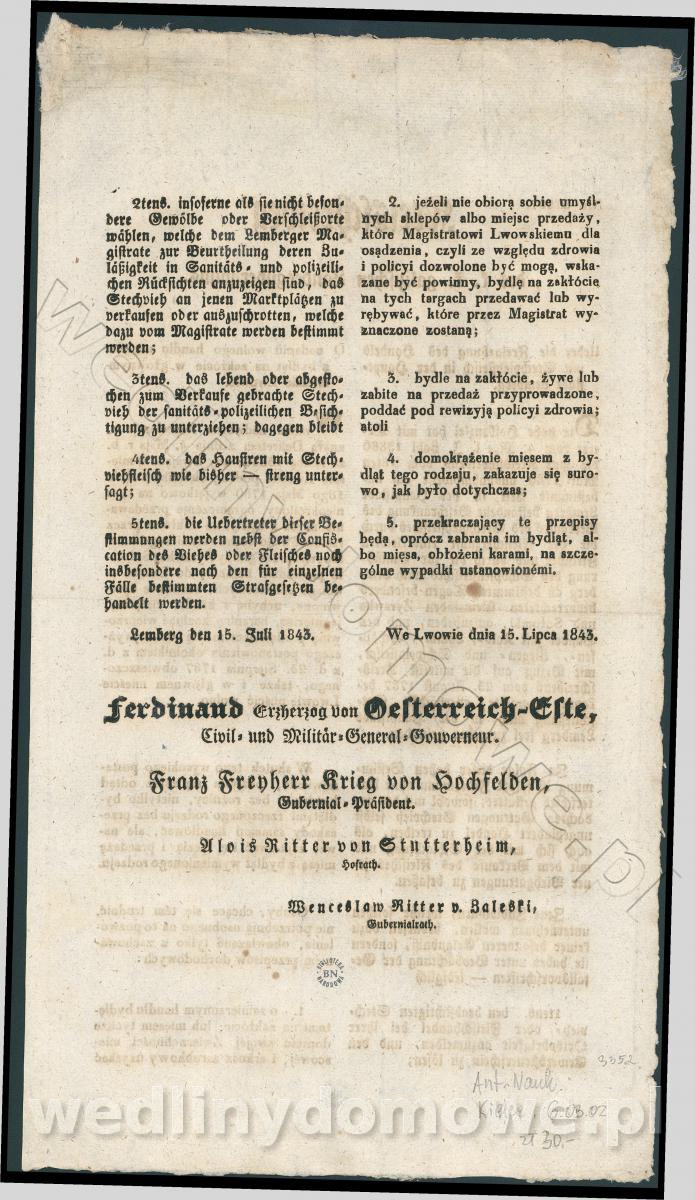 2tens. insoferne als sie nicht beson-
dere Gewölbe oder Verschleißorte
wählen, welche dem Lemberger Ma-
gistrate zur Beurtheilung deren Zu-
läßigkeit in Sanitäts- und polizeili-
chen Rücksichten anzuzeigen sind, das
Stechvieh an jenen Marktplätzen zu
verkaufen oder auszuschrotten, welche
dazu vom Magistrate werden bestimmt
werden;
3tens. das lebend oder abgesto-
chen zum Verkaufe gebrachte Stech-
vieh der sanitäts-polizeilichen Besich-
tigung zu unterziehen; dagegen bleibt
4tens. das Hausiren mit Stech-
viehfleisch wie bisher — streng unter-
sagt;
5tens. die Uebertreter dieser Be-
stimmungen werden nebst der Confis-
cation des Viehes oder Fleisches noch
insbesondere nach den für einzelnen
Fälle bestimmten Strafgesetzen be-
handelt werden.
Lemberg den 15. Juli 1843.
2. jeżeli nie obiorą sobie umyśl-
nych sklepów albo miejsc przedaży,
które Magistratowi Lwowskiemu dla
osądzenia, czyli ze względu zdrowia
i policyi dozwolone być mogą, wska-
zane być powinny, bydlę na zakłócie
na tych targach przedawać lub wy-
rębywać, które przez Magistrat wy-
znaczone zostaną;
3. bydle na zakłócie, żywe lub
zabite na przedaż przyprowadzone,
poddać pod rewizyją policyi zdrowia;
atoli
4. domokrążenie mięsem z by-
dląt tego rodzaju, zakazuje się suro-
wo, jak było dotychczas;
5. przekraczający te przepisy
będą, oprócz zabrania im bydląt, al-
bo mięsa, obłożeni karami, na szcze-
gólne wypadki ustanowionémi.
We Lwowie dnia 15. Lipca 1843.
Ferdinand Erzherzog von Oesterreich-Este,
Civil- und Militär-General-Gouverneur.
Franz Freyherr Krieg von Hochfelden,
Gubernial-Präsident.
Alois Ritter von Stutterheim,
Hofrath.
Wenceslaw Ritter v. Zaleski,
Gubernialrath.
BIBLIOTEKA
BN
NARODOWA
3352
Ant. Nauk.
03.02
zł 30.-
wedlinydomowe.pl
wedlinydomowe.pl